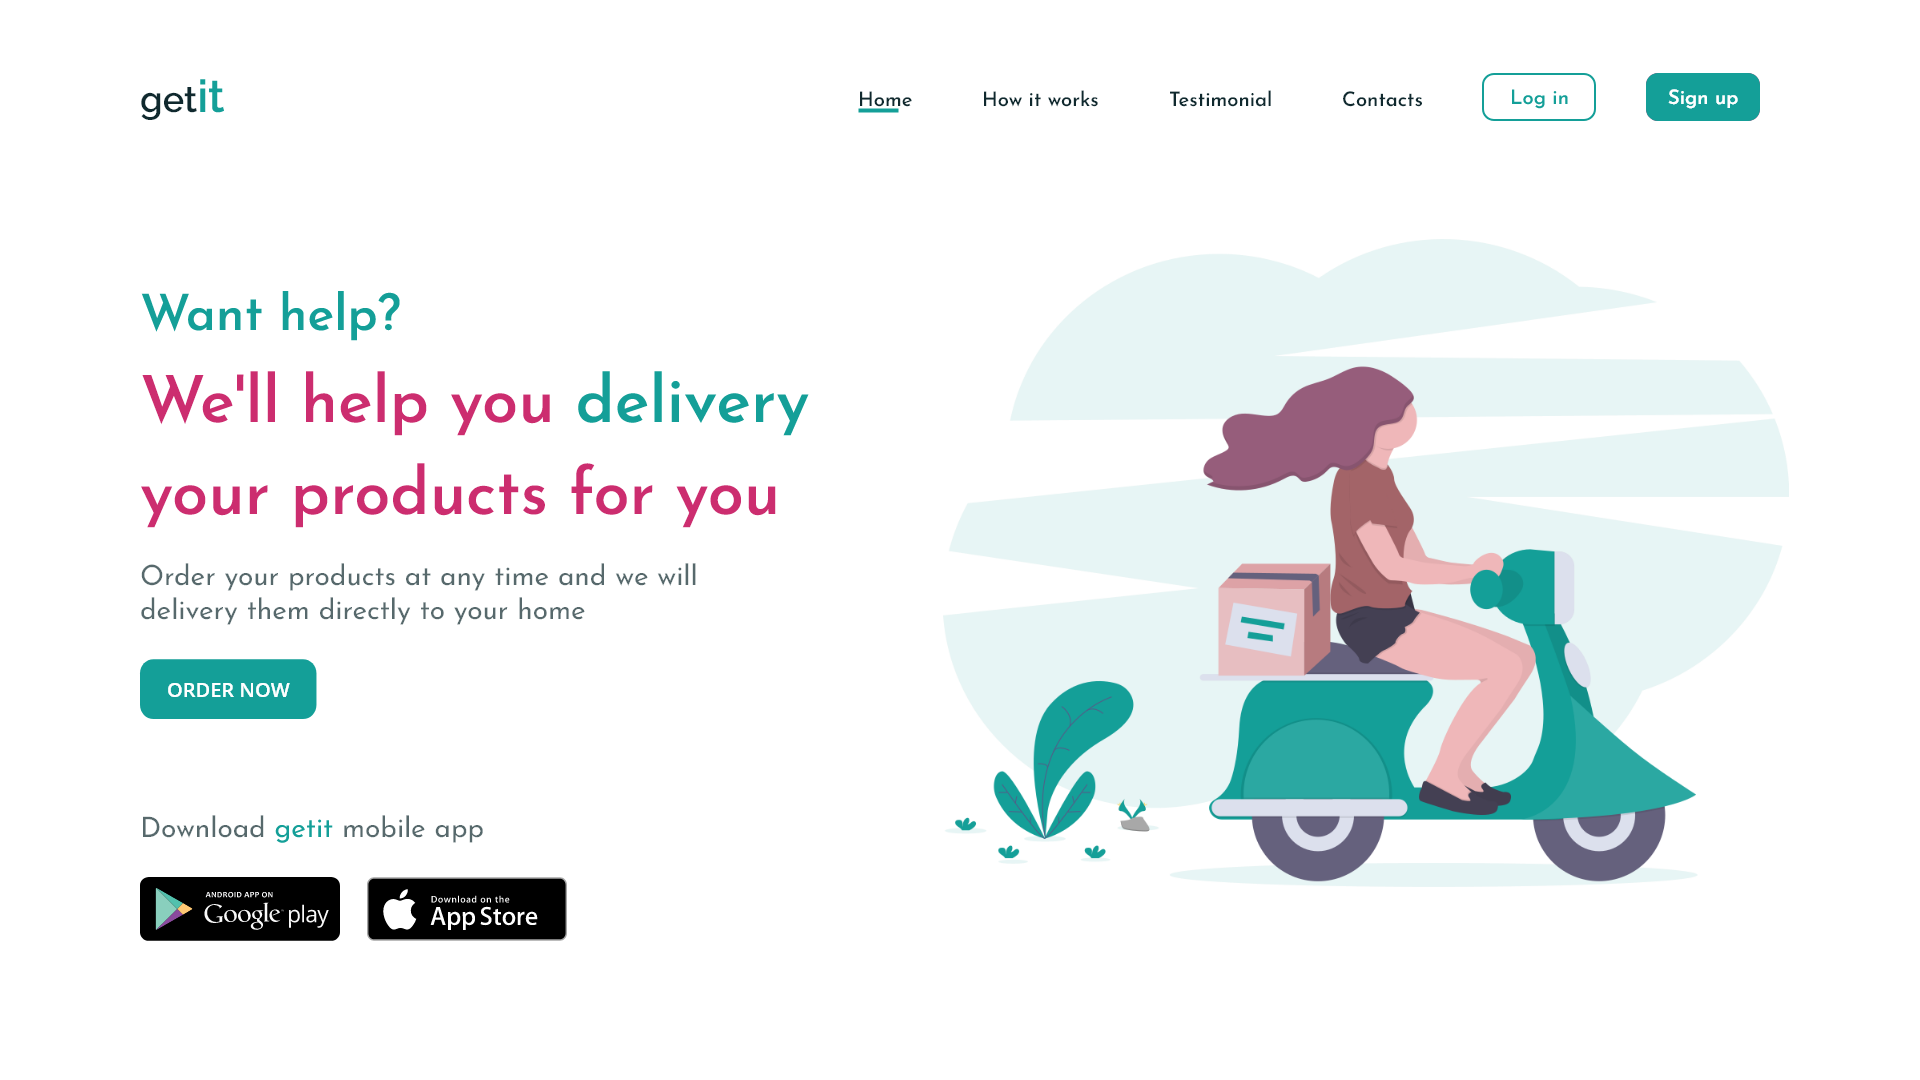 getit
Home How it works Testimonial Contacts Log in Sign up
Want help?
We'll help you delivery
your products for you
Order your products at any time and we will
delivery them directly to your home
ORDER NOW
Download getit mobile app
ANDROID APP ON
Google play
Download on the
App Store